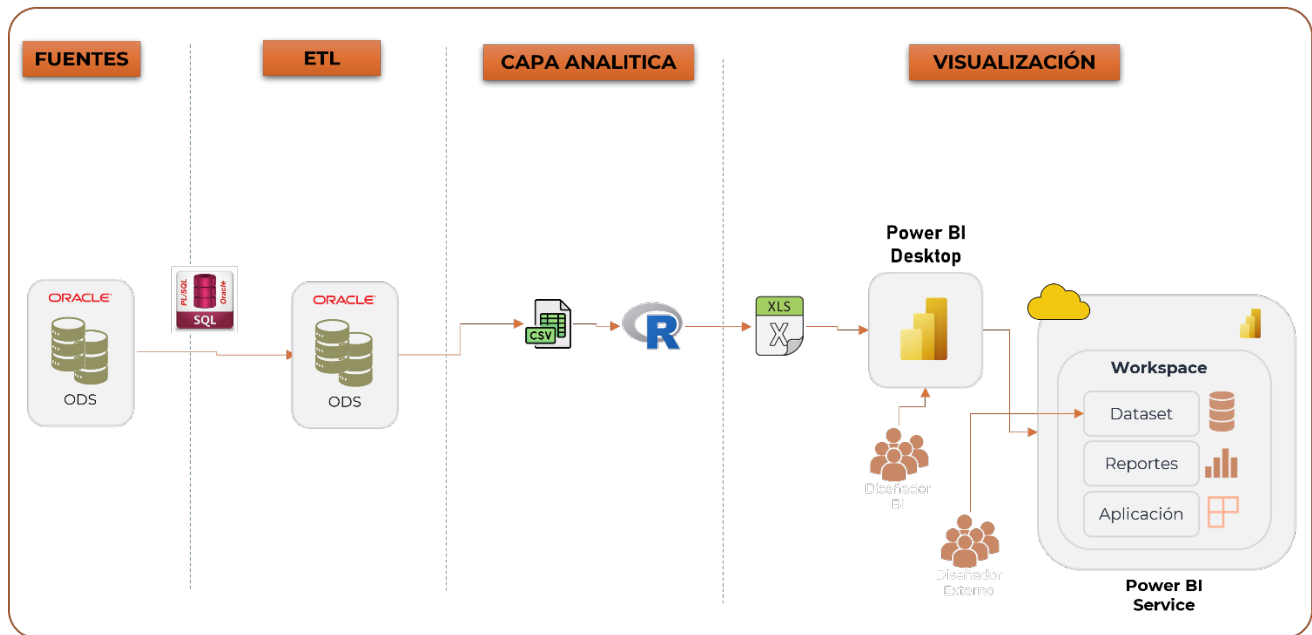 FUENTES
ETL
CAPA ANALITICA
VISUALIZACIÓN
ORACLE
ODS
PL/SQL
Oracle
SQL
ORACLE
ODS
CSV
R
XLS
X
Power BI
Desktop
Diseñador
BI
Diseñador
Externo
Workspace
Dataset
Reportes
Aplicación
Power BI
Service